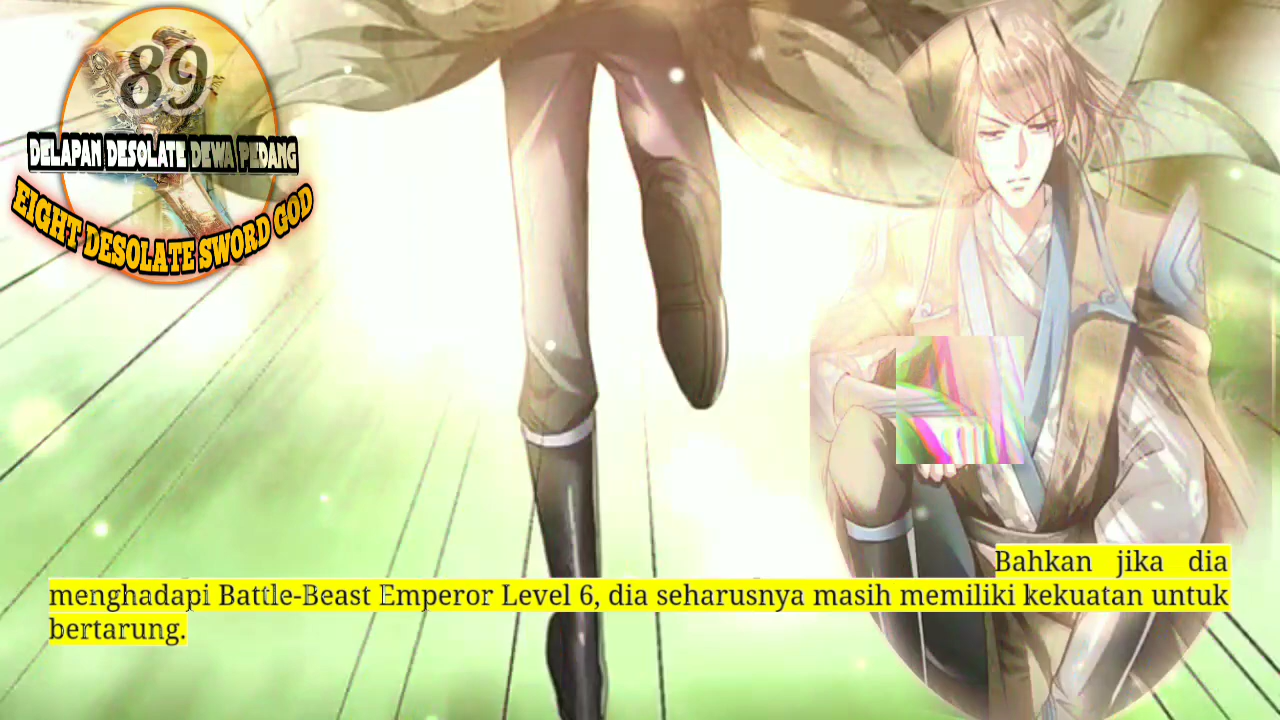 89
DELAPAN DESOLATE DEWA PEDANG
EIGHT DESOLATE SWORD GOD
Bahkan jika dia
menghadapi Battle-Beast Emperor Level 6, dia seharusnya masih memiliki kekuatan untuk
bertarung.